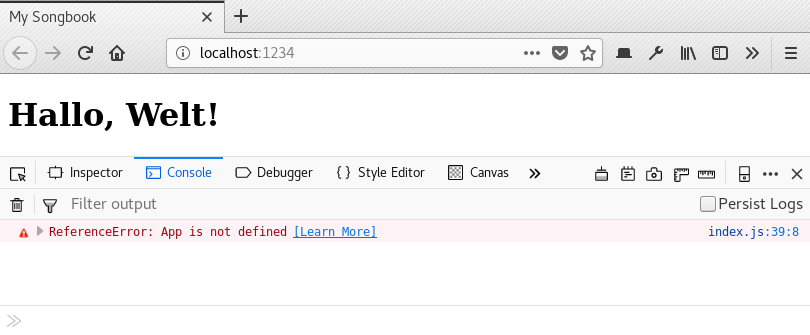 My Songbook
localhost:1234
Hallo, Welt!
Inspector Console Debugger { } Style Editor Canvas
Filter output Persist Logs
ReferenceError: App is not defined [Learn More] index.js:39:8